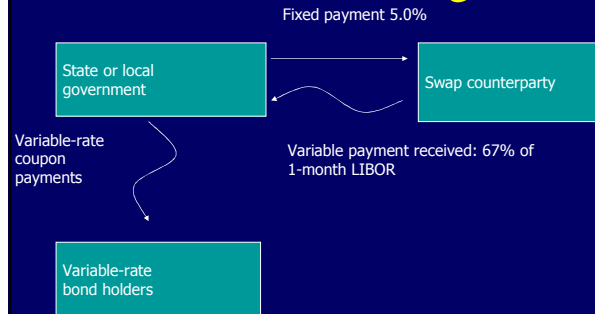 Fixed payment 5.0%
State or local
government
Swap counterparty
Variable-rate
coupon
payments
Variable payment received: 67% of
1-month LIBOR
Variable-rate
bond holders